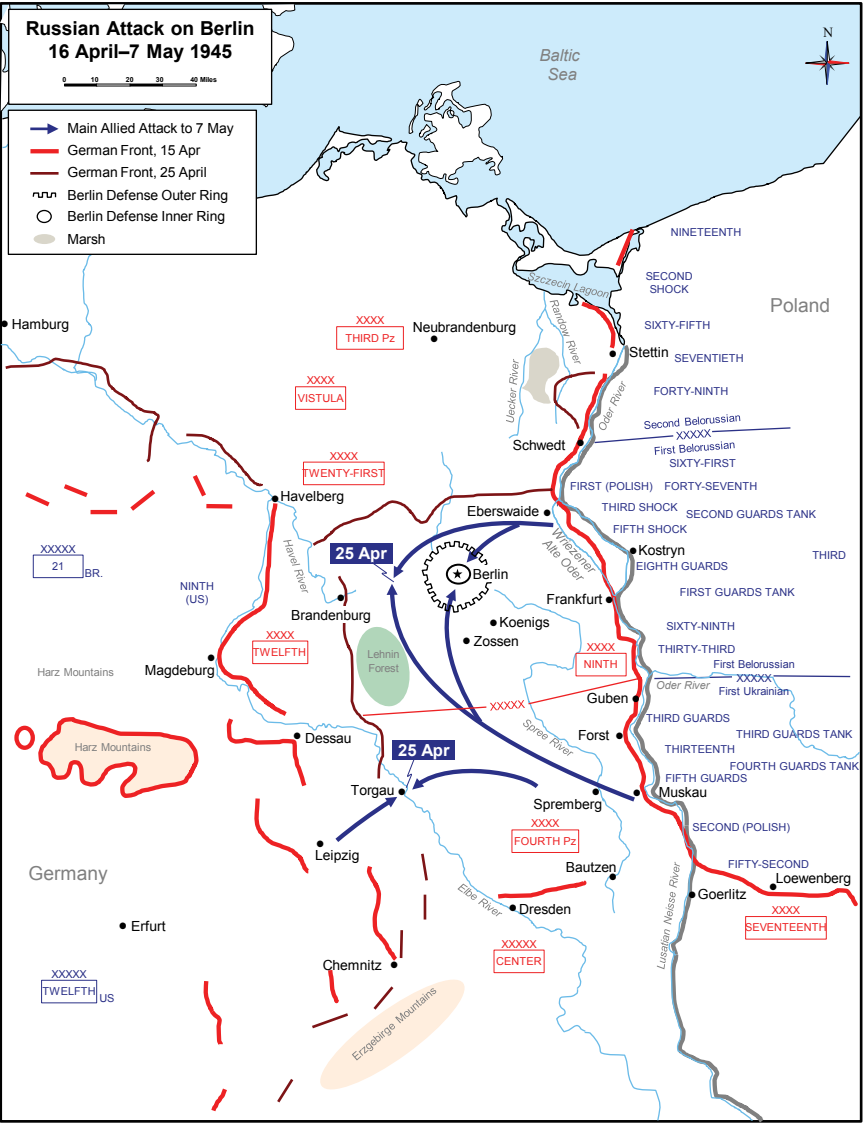 Russian Attack on Berlin
16 April–7 May 1945
0 10 20 30 40 Miles
Main Allied Attack to 7 May
German Front, 15 Apr
German Front, 25 April
Berlin Defense Outer Ring
Berlin Defense Inner Ring
Marsh
Baltic
Sea
N
NINETEENTH
Szczecin Lagoon
SECOND
SHOCK
Poland
Hamburg
XXXX
THIRD Pz
Neubrandenburg
Randow River
SIXTY-FIFTH
Stettin
SEVENTIETH
Uecker River
XXXX
VISTULA
Oder River
FORTY-NINTH
Second Belorussian
XXXXX
First Belorussian
Schwedt
SIXTY-FIRST
XXXX
TWENTY-FIRST
FIRST (POLISH)
FORTY-SEVENTH
Havelberg
Eberswaide
THIRD SHOCK
SECOND GUARDS TANK
FIFTH SHOCK
Wriezener
Alte Oder
XXXXX
21
BR.
25 Apr
Havel River
Kostryn
THIRD
EIGHTH GUARDS
Berlin
NINTH
(US)
FIRST GUARDS TANK
Frankfurt
Brandenburg
Koenigs
SIXTY-NINTH
Zossen
XXXX
TWELFTH
Lehnin
Forest
XXXX
NINTH
THIRTY-THIRD
First Belorussian
XXXXX
First Ukrainian
Harz Mountains
Magdeburg
Oder River
Guben
XXXXX
THIRD GUARDS
Spree River
Dessau
Forst
THIRD GUARDS TANK
Harz Mountains
25 Apr
THIRTEENTH
FOURTH GUARDS TANK
FIFTH GUARDS
Torgau
Spremberg
Muskau
XXXX
FOURTH Pz
SECOND (POLISH)
Leipzig
Bautzen
FIFTY-SECOND
Germany
Loewenberg
Elbe River
Lusatian Neisse River
Goerlitz
Dresden
XXXX
SEVENTEENTH
Erfurt
XXXXX
CENTER
Chemnitz
XXXXX
TWELFTH
US
Erzgebirge Mountains